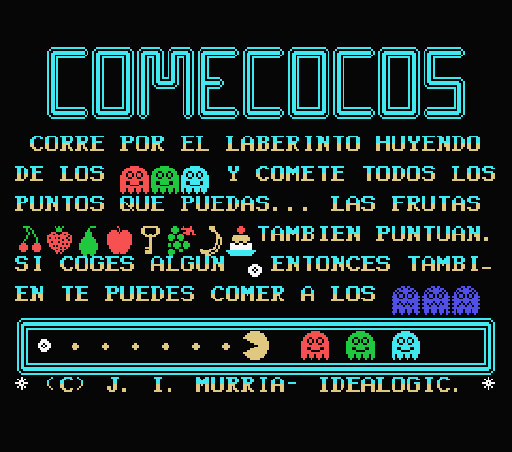 COMECOCOS
CORRE POR EL LABERINTO HUYENDO
DE LOS Y COMETE TODOS LOS
PUNTOS QUE PUEDAS... LAS FRUTAS
TAMBIEN PUNTUAN.
SI COGES ALGUN ENTONCES TAMBI-
EN TE PUEDES COMER A LOS
* (C) J. I. MURRIA- IDEALOGIC. *